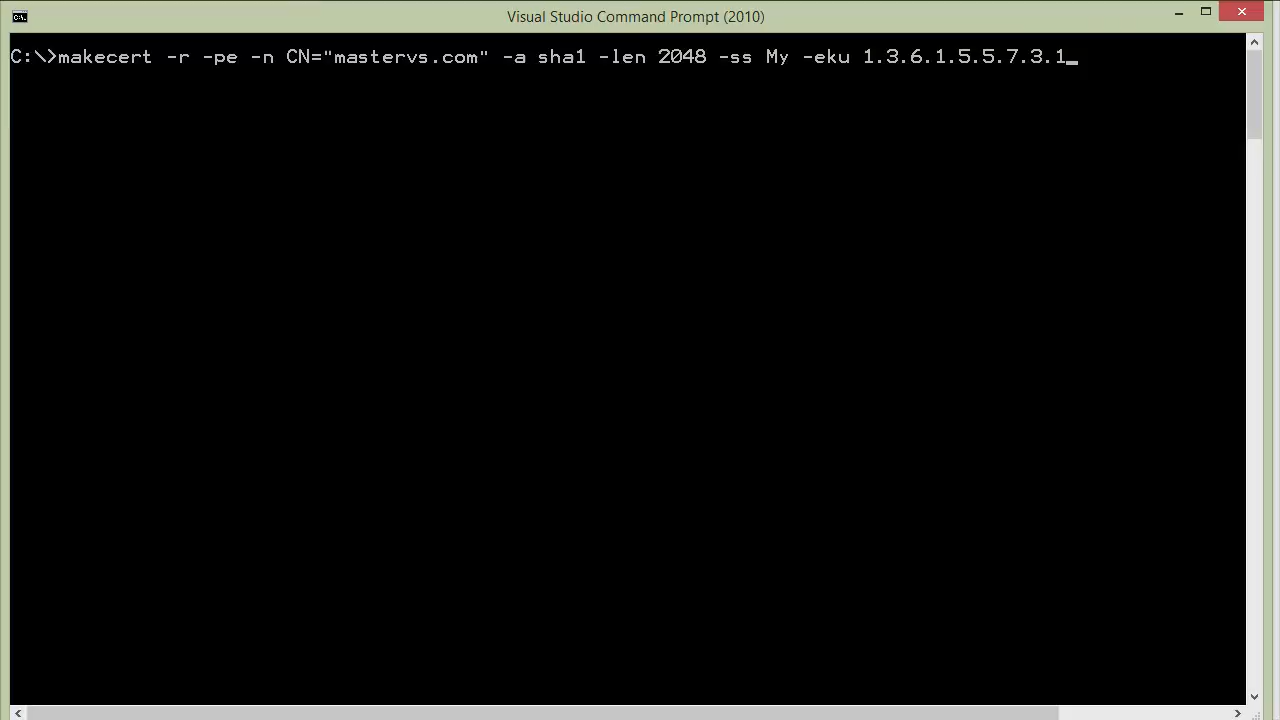 Visual Studio Command Prompt (2010)
C:\>makecert -r -pe -n CN="mastervs.com" -a sha1 -len 2048 -ss My -eku 1.3.6.1.5.5.7.3.1_